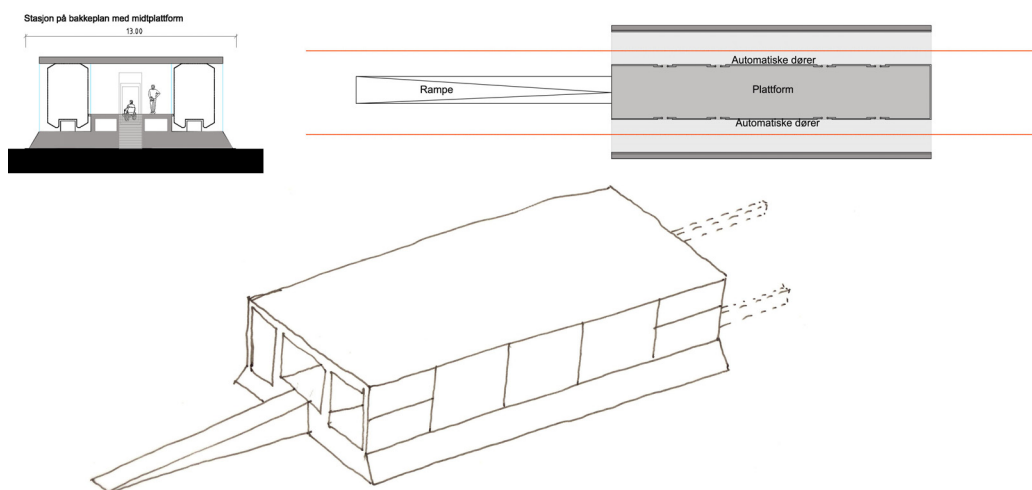 Stasjon på bakkeplan med midtplattform
13.00
Automatiske dører
Rampe
Plattform
Automatiske dører